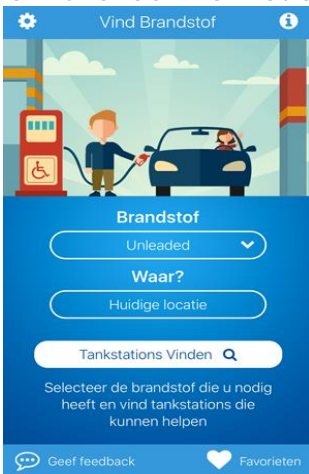 Vind Brandstof
Brandstof
Unleaded
Waar?
Huidige locatie
Tankstations Vinden
Selecteer de brandstof die u nodig
heeft en vind tankstations die
kunnen helpen
Geef feedback
Favorieten